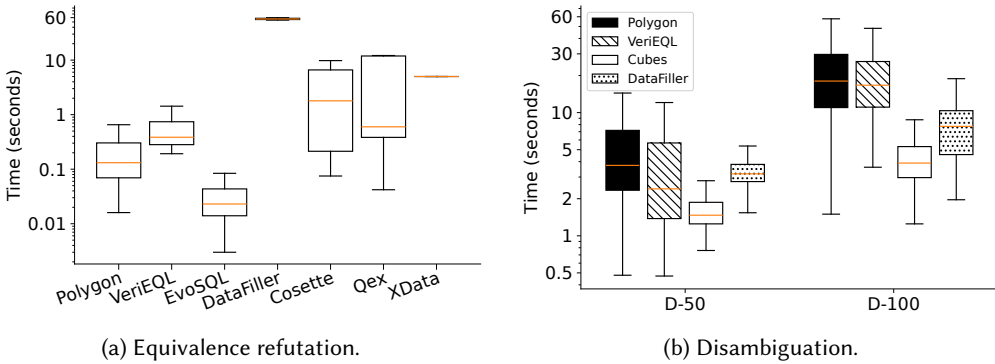 Time (seconds)
60
10
1
0.1
0.01
Polygon
VeriEQL
EvoSQL
DataFiller
Cosette
Qex
XData
(a) Equivalence refutation.
Time (seconds)
60
30
10
5
2
1
0.5
Polygon
VeriEQL
Cubes
DataFiller
D-50
D-100
(b) Disambiguation.